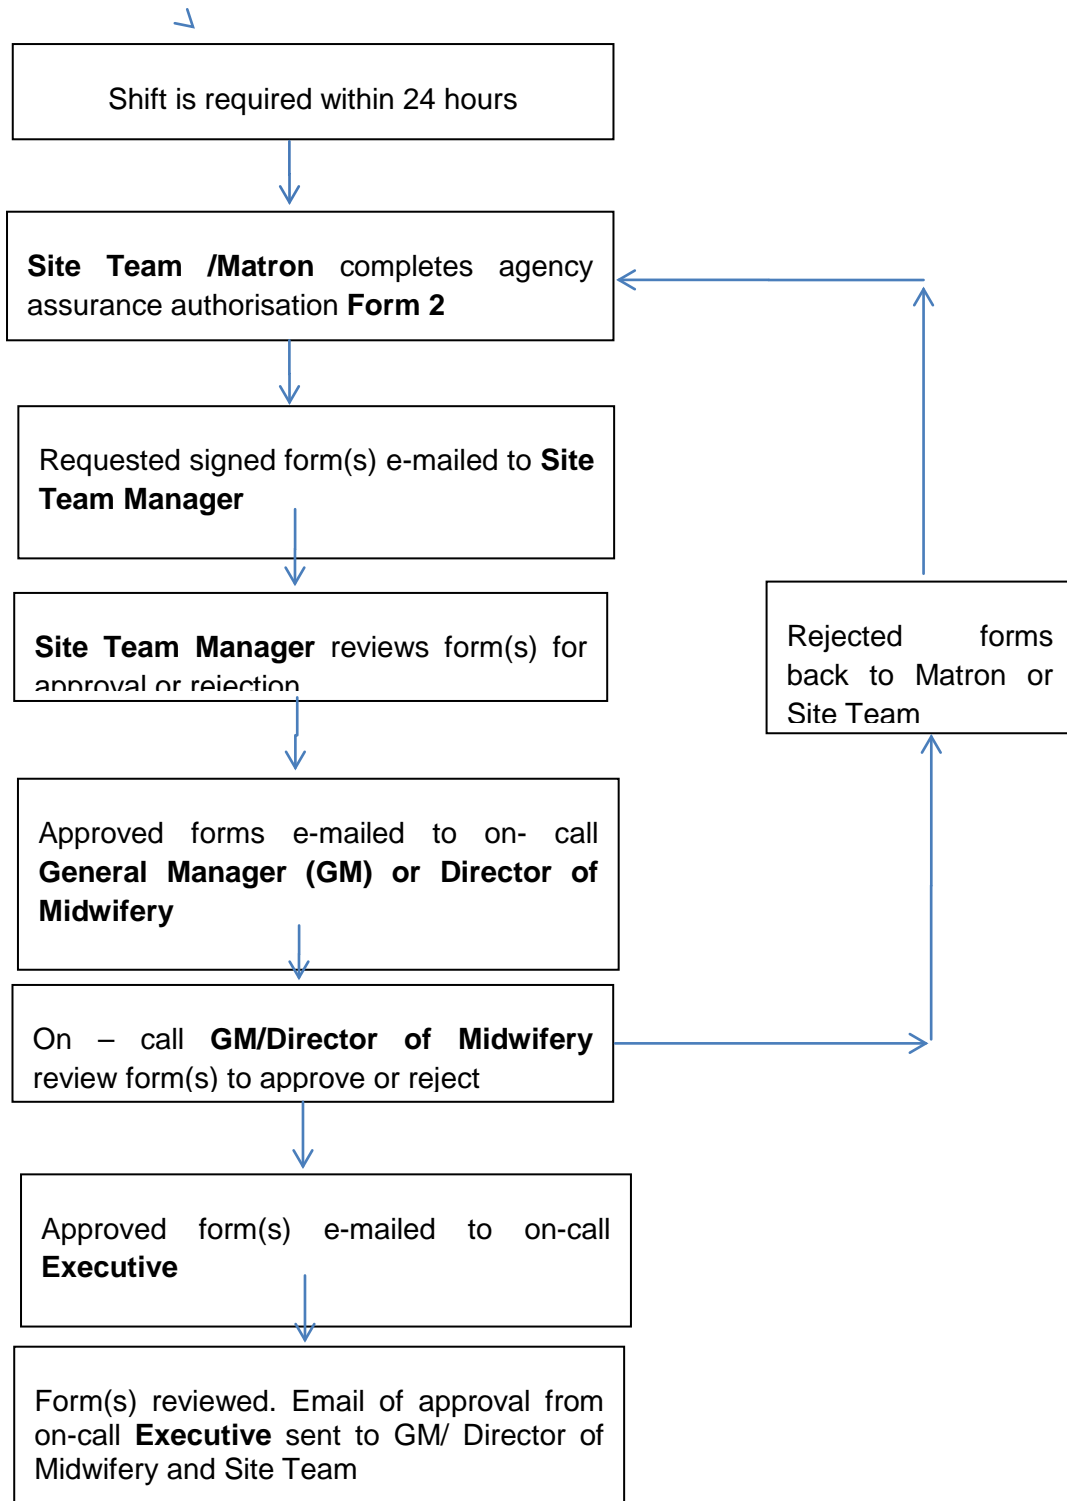 Shift is required within 24 hours
Site Team /Matron completes agency
assurance authorisation Form 2
Requested signed form(s) e-mailed to Site
Team Manager
Site Team Manager reviews form(s) for
approval or rejection
Rejected forms
back to Matron or
Site Team
Approved forms e-mailed to on- call
General Manager (GM) or Director of
Midwifery
On – call GM/Director of Midwifery
review form(s) to approve or reject
Approved form(s) e-mailed to on-call
Executive
Form(s) reviewed. Email of approval from
on-call Executive sent to GM/ Director of
Midwifery and Site Team